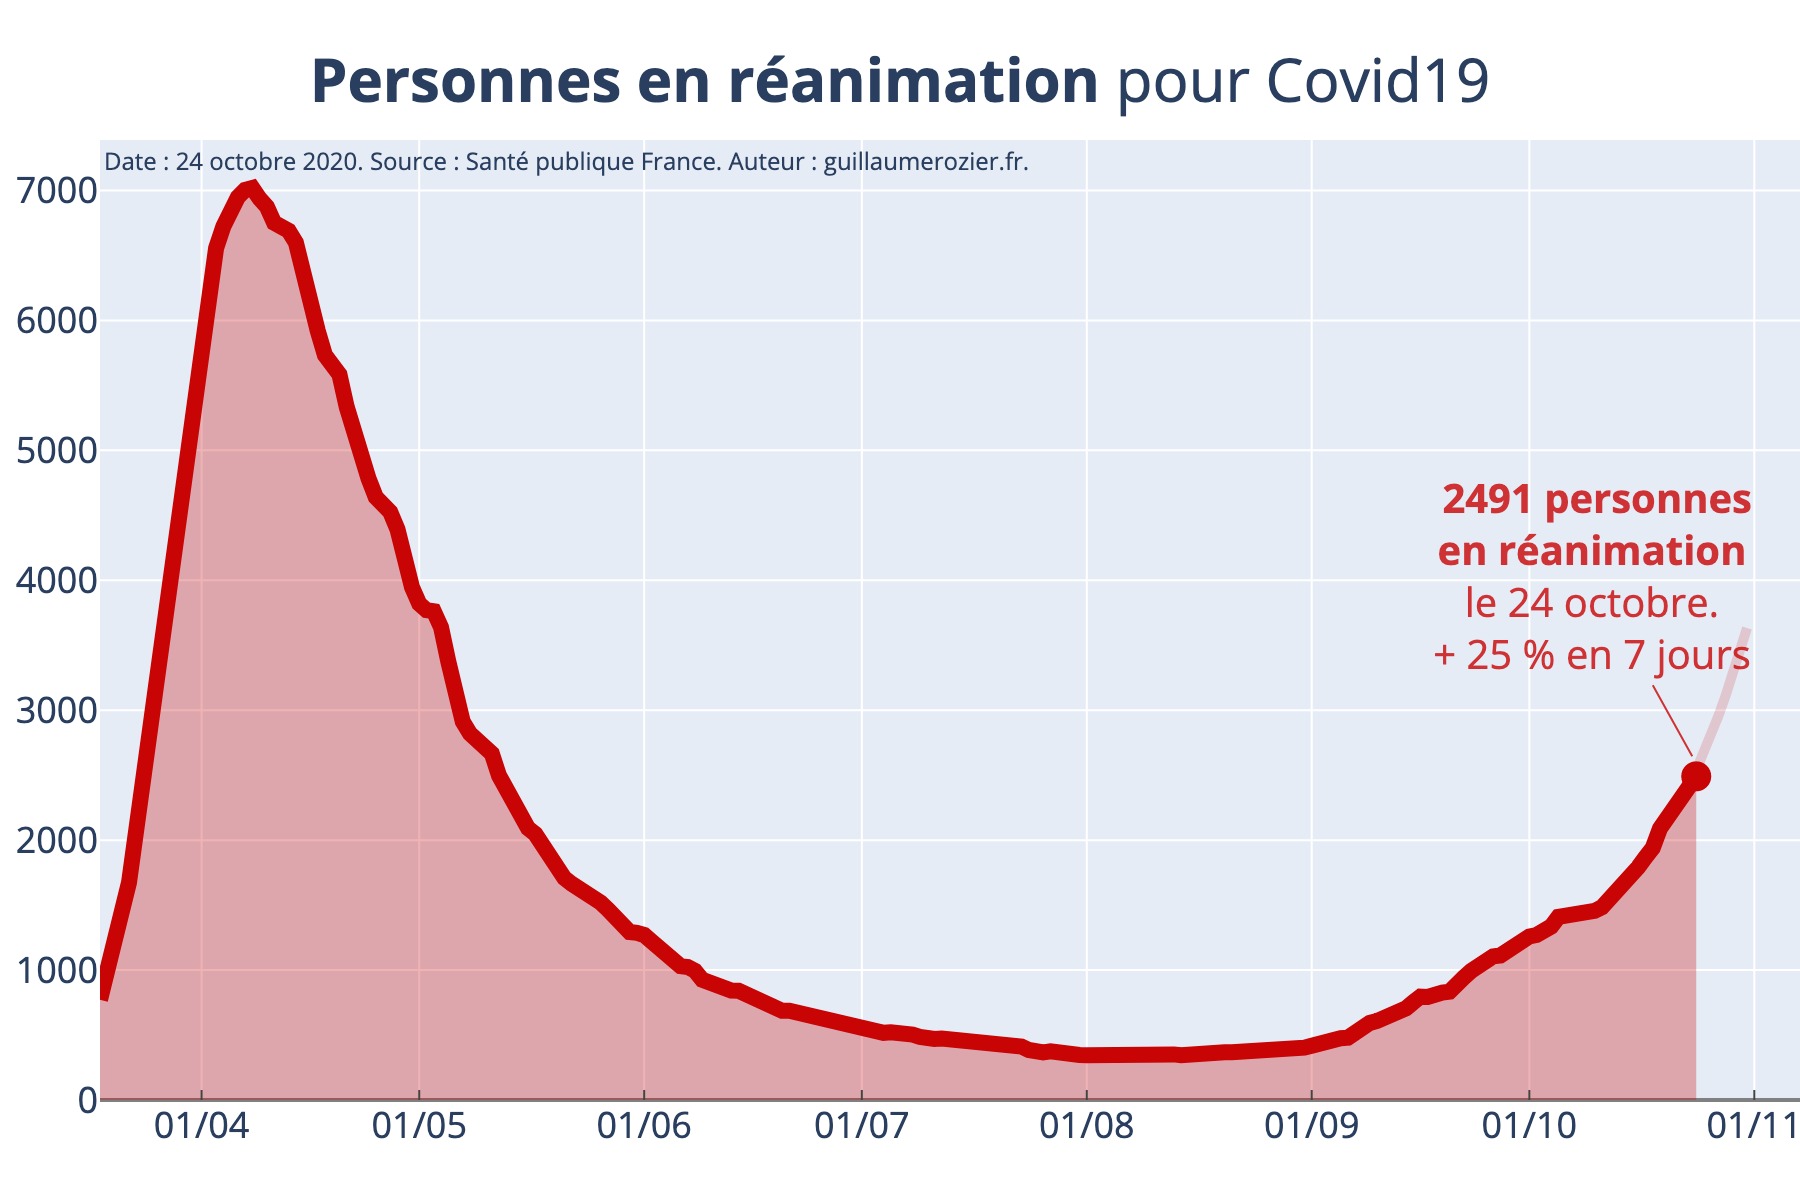 Personnes en réanimation pour Covid19
Date : 24 octobre 2020. Source : Santé publique France. Auteur : guillaumerozier.fr.
7000
6000
5000
4000
3000
2000
1000
0
2491 personnes
en réanimation
le 24 octobre.
+ 25 % en 7 jours
01/04 01/05 01/06 01/07 01/08 01/09 01/10 01/11